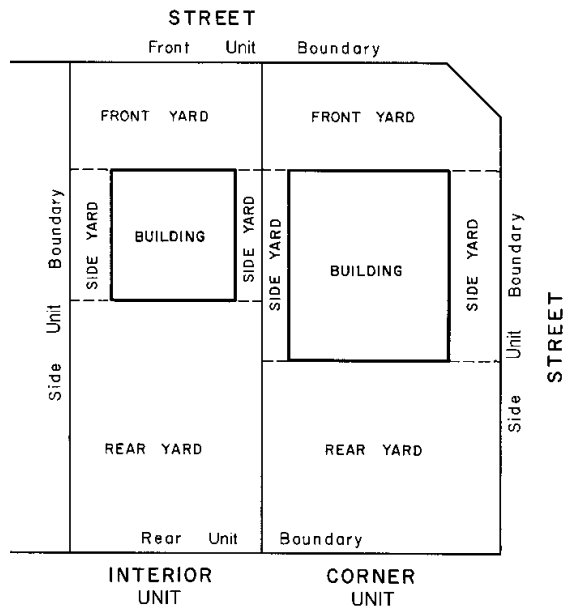 STREET
Front Unit Boundary
FRONT YARD
FRONT YARD
Side Unit Boundary
SIDE YARD
BUILDING
SIDE YARD
SIDE YARD
BUILDING
SIDE YARD
Side Unit Boundary
STREET
REAR YARD
REAR YARD
Rear Unit Boundary
INTERIOR
UNIT
CORNER
UNIT